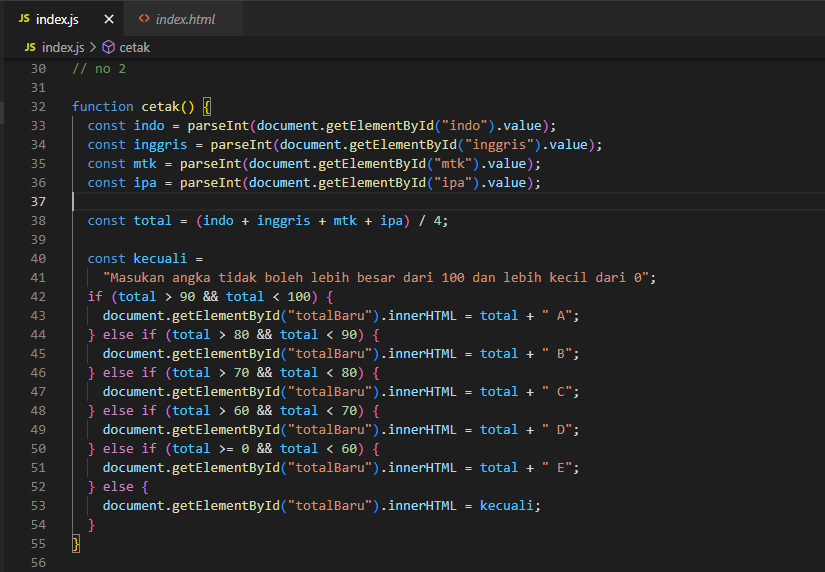 JS index.js ×  <> index.html
JS index.js > cetak
30 // no 2
31
32 function cetak() {
33   const indo = parseInt(document.getElementById("indo").value);
34   const inggris = parseInt(document.getElementById("inggris").value);
35   const mtk = parseInt(document.getElementById("mtk").value);
36   const ipa = parseInt(document.getElementById("ipa").value);
37
38   const total = (indo + inggris + mtk + ipa) / 4;
39
40   const kecuali =
41     "Masukan angka tidak boleh lebih besar dari 100 dan lebih kecil dari 0";
42   if (total > 90 && total < 100) {
43     document.getElementById("totalBaru").innerHTML = total + " A";
44   } else if (total > 80 && total < 90) {
45     document.getElementById("totalBaru").innerHTML = total + " B";
46   } else if (total > 70 && total < 80) {
47     document.getElementById("totalBaru").innerHTML = total + " C";
48   } else if (total > 60 && total < 70) {
49     document.getElementById("totalBaru").innerHTML = total + " D";
50   } else if (total >= 0 && total < 60) {
51     document.getElementById("totalBaru").innerHTML = total + " E";
52   } else {
53     document.getElementById("totalBaru").innerHTML = kecuali;
54   }
55 }
56